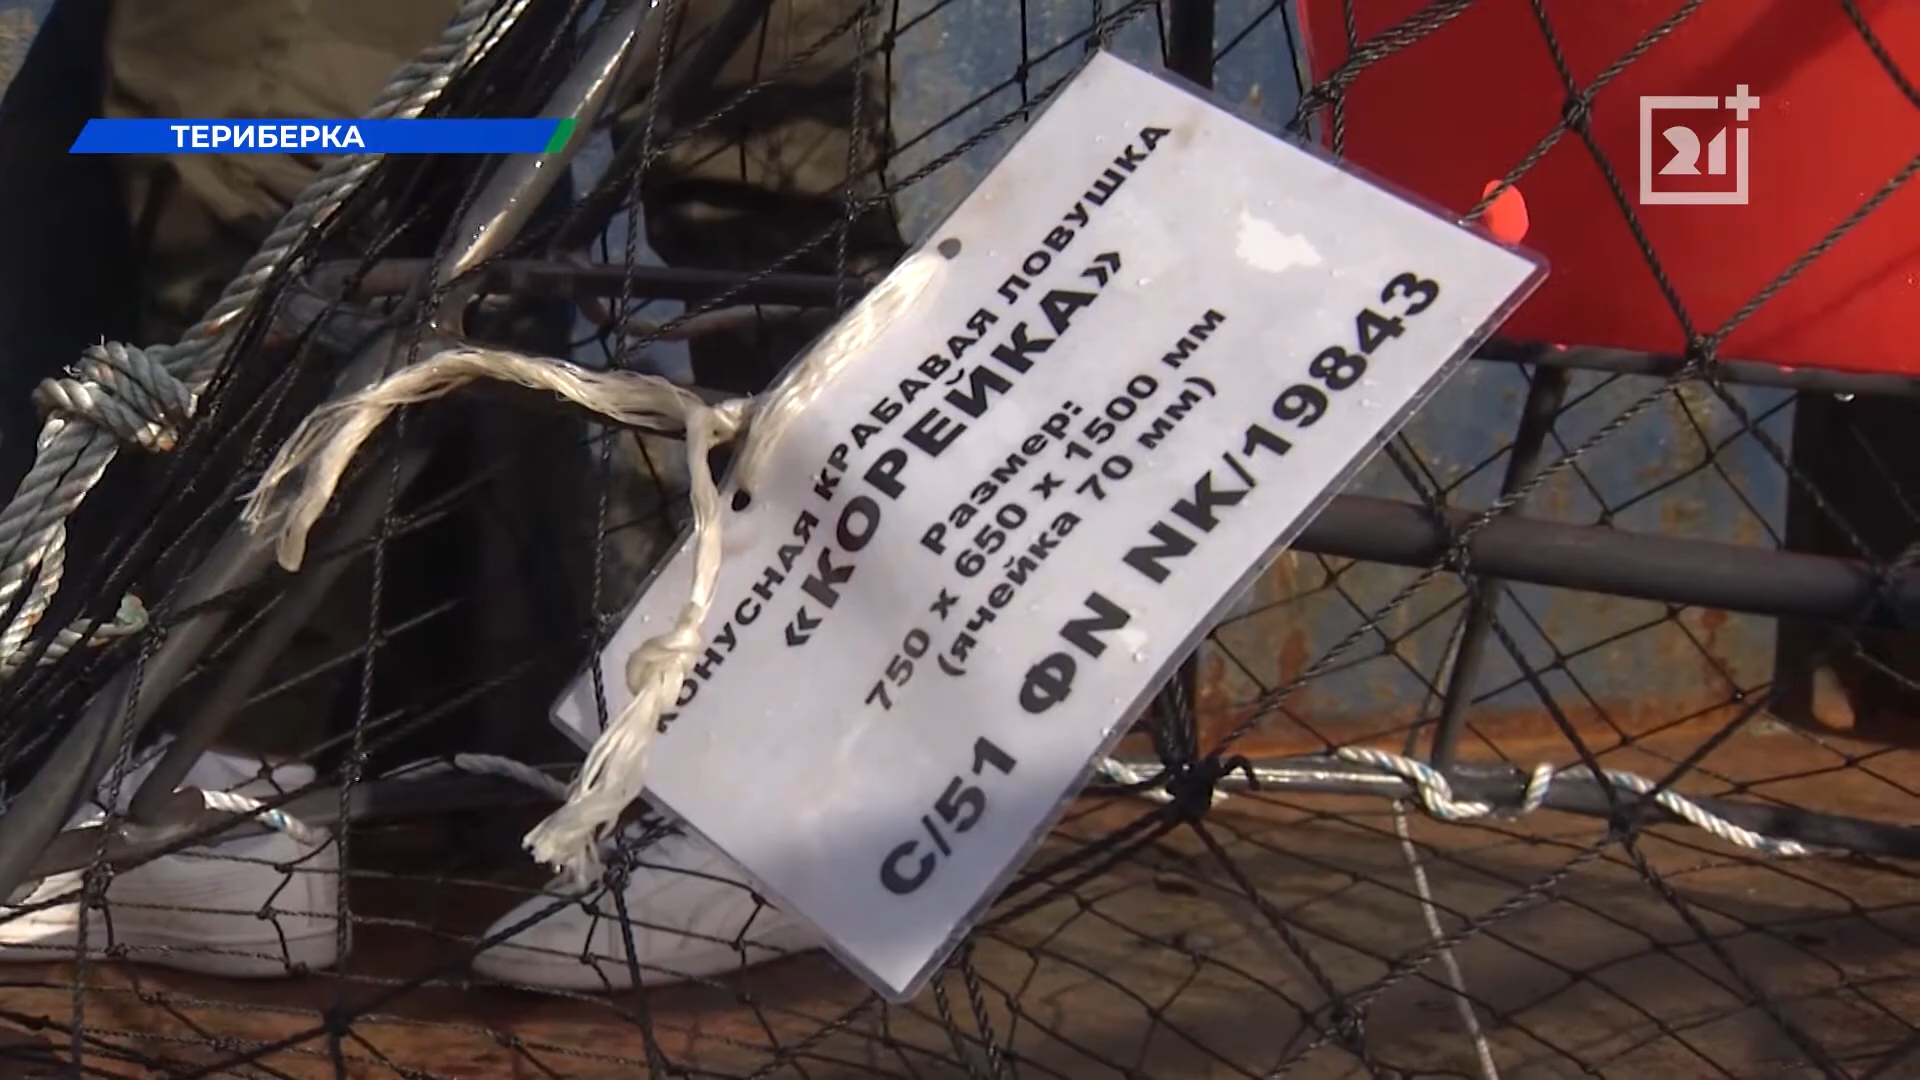 ТЕРИБЕРКА
21+
КОНУСНАЯ КРАБАВАЯ ЛОВУШКА
«КОРЕЙКА»
Размер:
750 х 650 х 1500 мм
(ячейка 70 мм)
С/51 ФN NK/19843